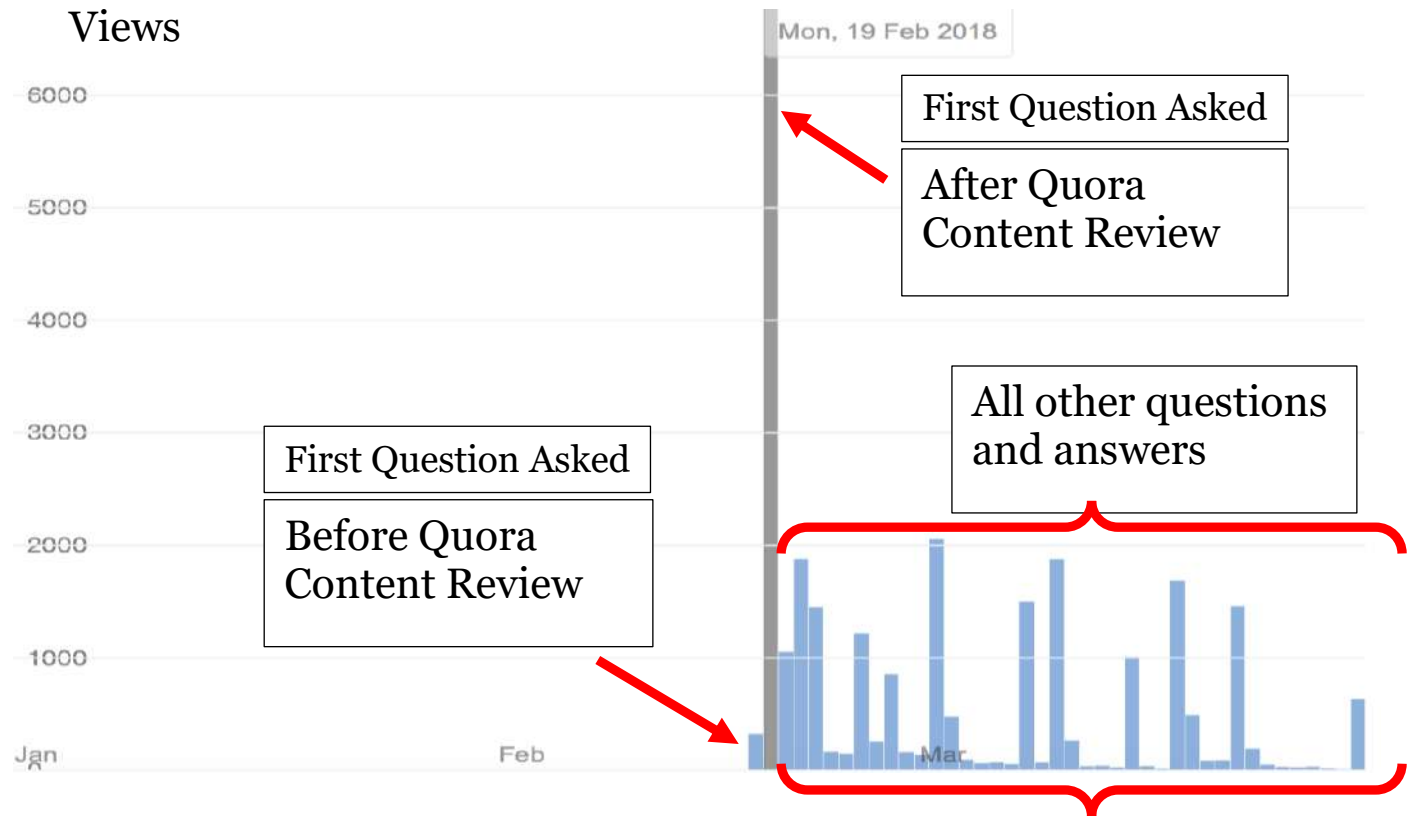 Views
Mon, 19 Feb 2018
6000
First Question Asked
After Quora
Content Review
5000
4000
All other questions
and answers
3000
First Question Asked
Before Quora
Content Review
2000
1000
Jan
Feb
Mar
0